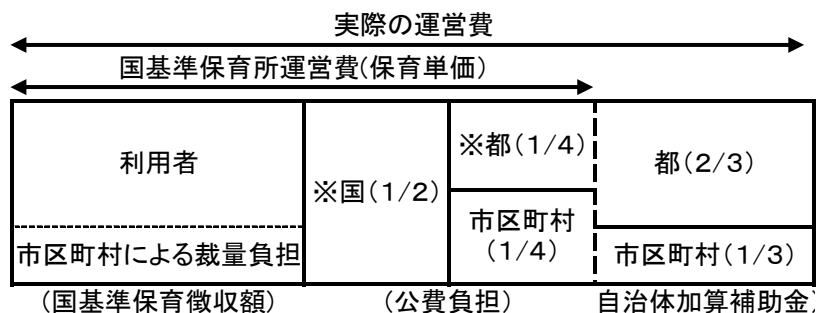 実際の運営費
国基準保育所運営費(保育単価)
利用者
市区町村による裁量負担
※国(1/2)
※都(1/4)
市区町村
(1/4)
都(2/3)
市区町村(1/3)
(国基準保育徴収額)
(公費負担)
自治体加算補助金)